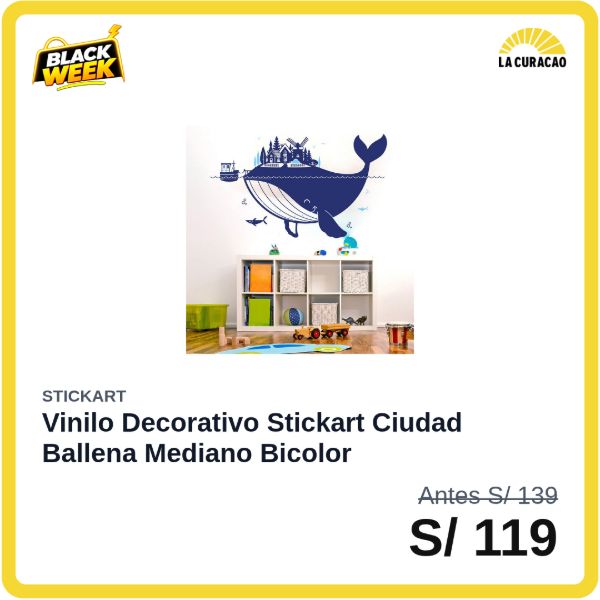 BLACK
WEEK
LA CURACAO
STICKART
Vinilo Decorativo Stickart Ciudad
Ballena Mediano Bicolor
Antes S/ 139
S/ 119